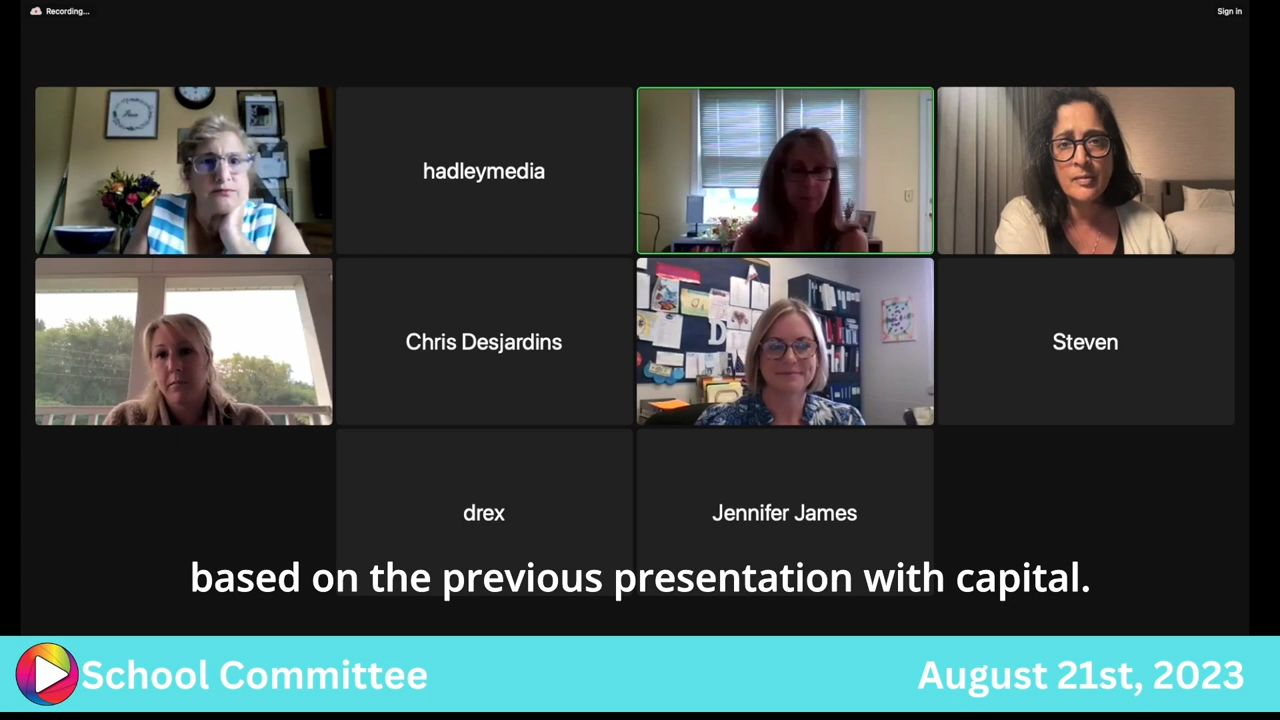 Recording...
Sign in
hadleymedia
Chris Desjardins
D
Steven
drex
Jennifer James
based on the previous presentation with capital.
School Committee
August 21st, 2023